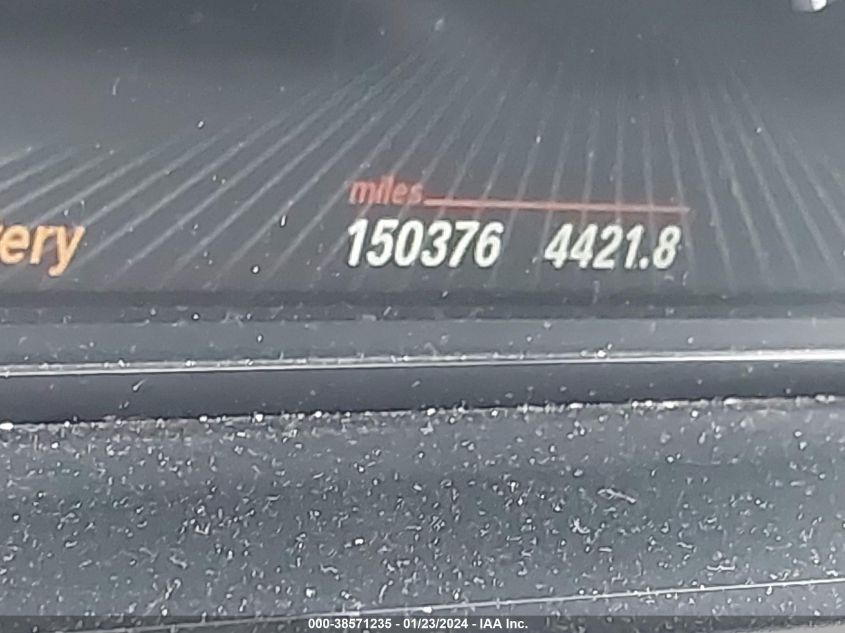 miles
ery 150376 4421.8
000-38571235 - 01/23/2024 - IAA Inc.